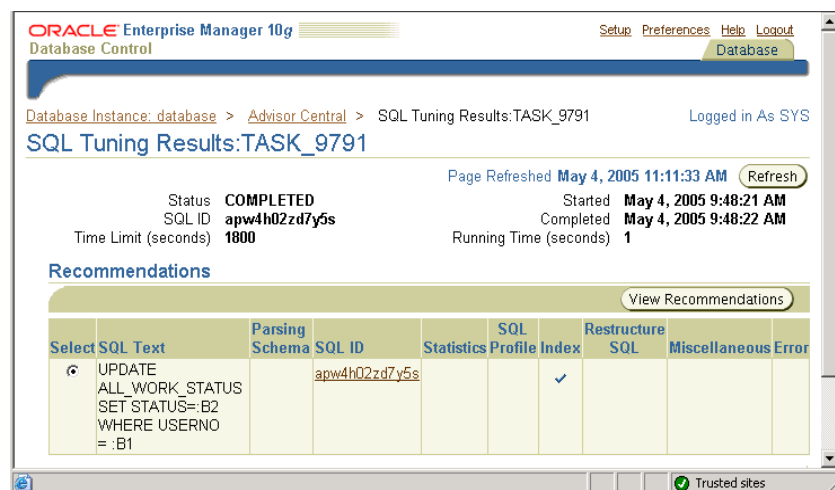 ORACLE Enterprise Manager 10g
Database Control
Setup Preferences Help Logout
Database
Database Instance: database > Advisor Central > SQL Tuning Results:TASK_9791
Logged in As SYS
SQL Tuning Results:TASK_9791
Page Refreshed May 4, 2005 11:11:33 AM Refresh
Status COMPLETED
Started May 4, 2005 9:48:21 AM
SQL ID apw4h02zd7y5s
Completed May 4, 2005 9:48:22 AM
Time Limit (seconds) 1800
Running Time (seconds) 1
Recommendations
View Recommendations
Select SQL Text Parsing Schema SQL ID Statistics SQL Profile Index Restructure SQL Miscellaneous Error
UPDATE
ALL_WORK_STATUS
SET STATUS=:B2
WHERE USERNO
= :B1
apw4h02zd7y5s
Trusted sites